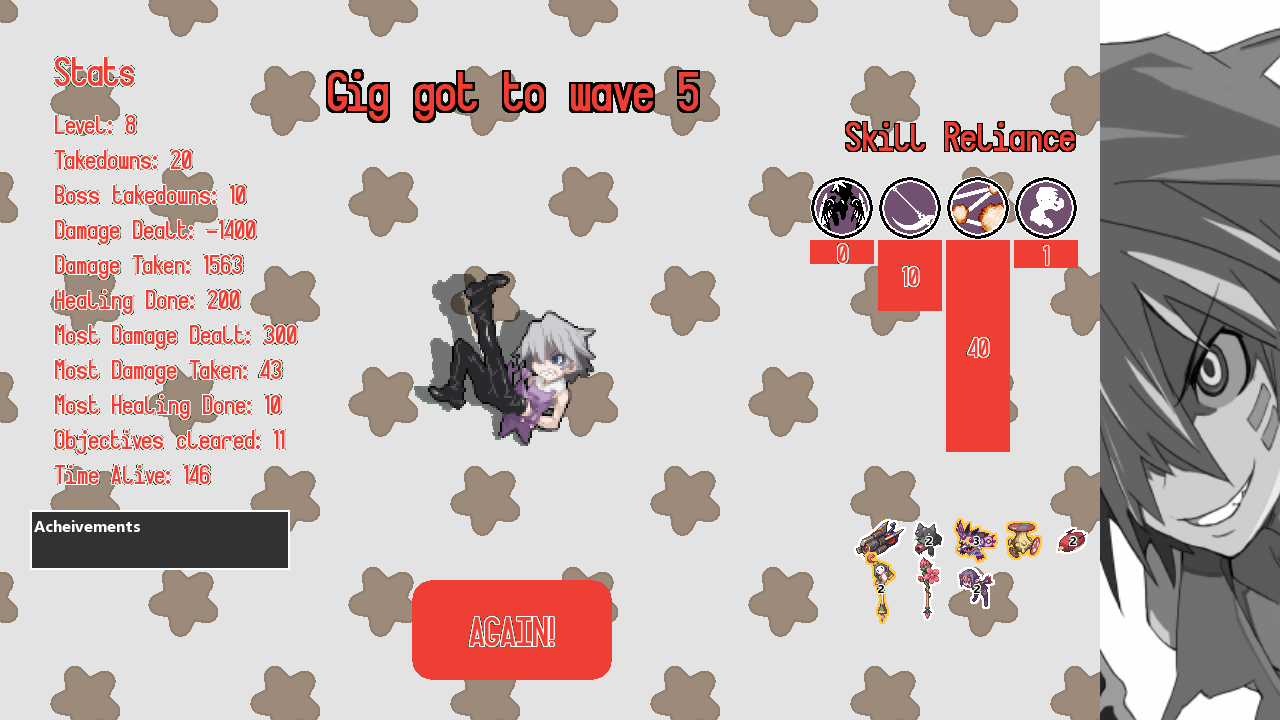 Gig got to wave 5
Stats
Level: 8
Takedowns: 20
Boss takedowns: 10
Damage Dealt: -1400
Damage Taken: 1563
Healing Done: 200
Most Damage Dealt: 300
Most Damage Taken: 43
Most Healing Done: 10
Objectives cleared: 11
Time Alive: 146
Acheivements
AGAIN!
Skill Reliance
0
10
40
1
2
3
2
2
2